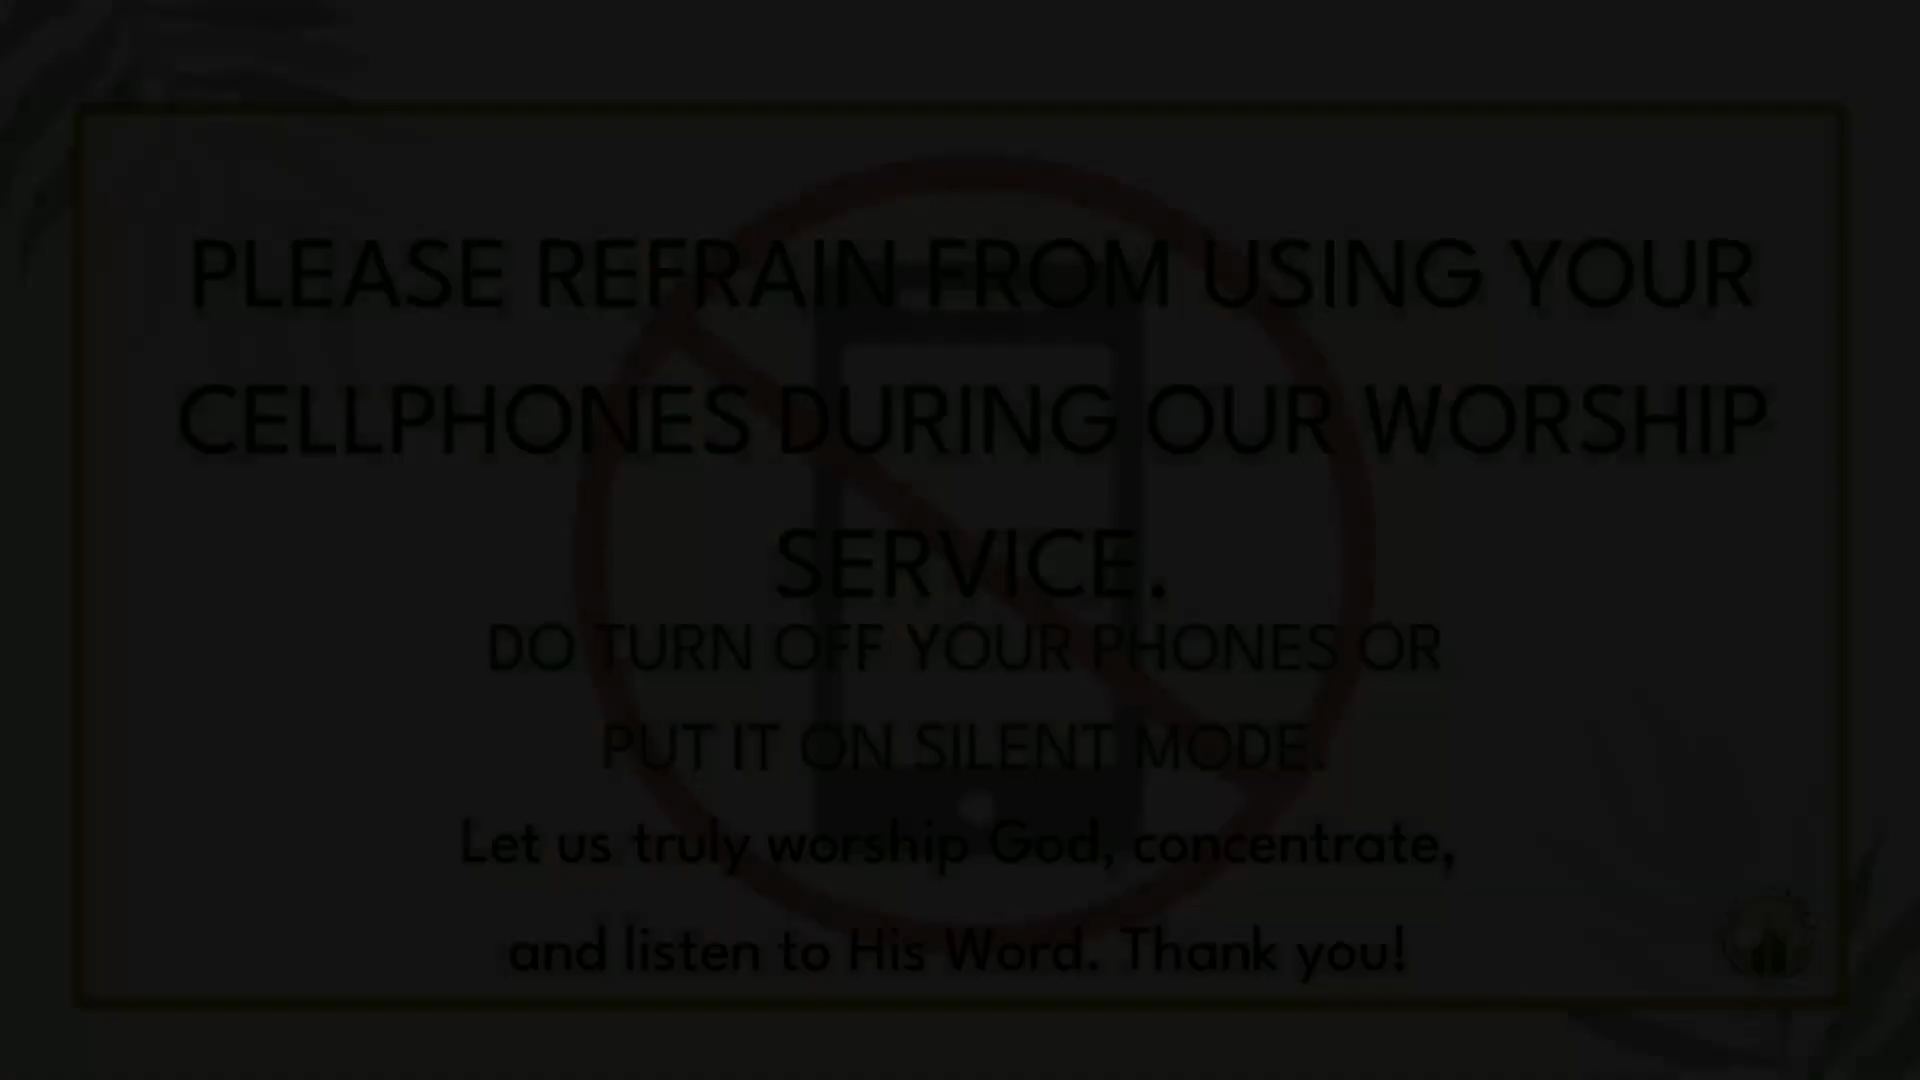 PLEASE REFRAIN FROM USING YOUR
CELLPHONES DURING OUR WORSHIP
SERVICE.
DO TURN OFF YOUR PHONES OR
PUT IT ON SILENT MODE.
Let us truly worship God, concentrate,
and listen to His Word. Thank you!